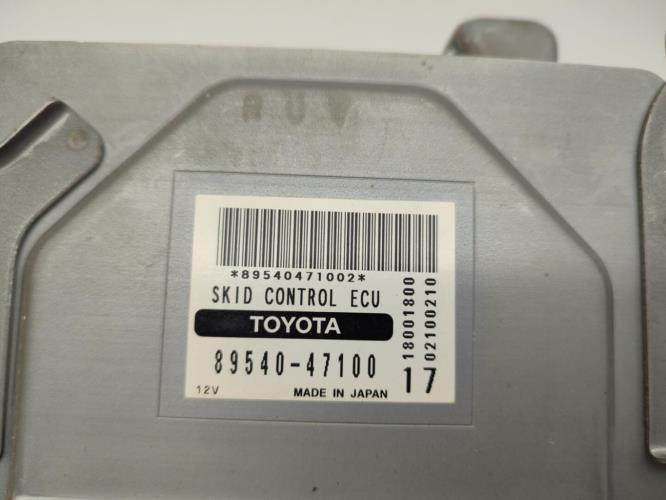 *89540471002*
SKID CONTROL ECU
TOYOTA
89540-47100
12V
MADE IN JAPAN
17
18001800
02100210